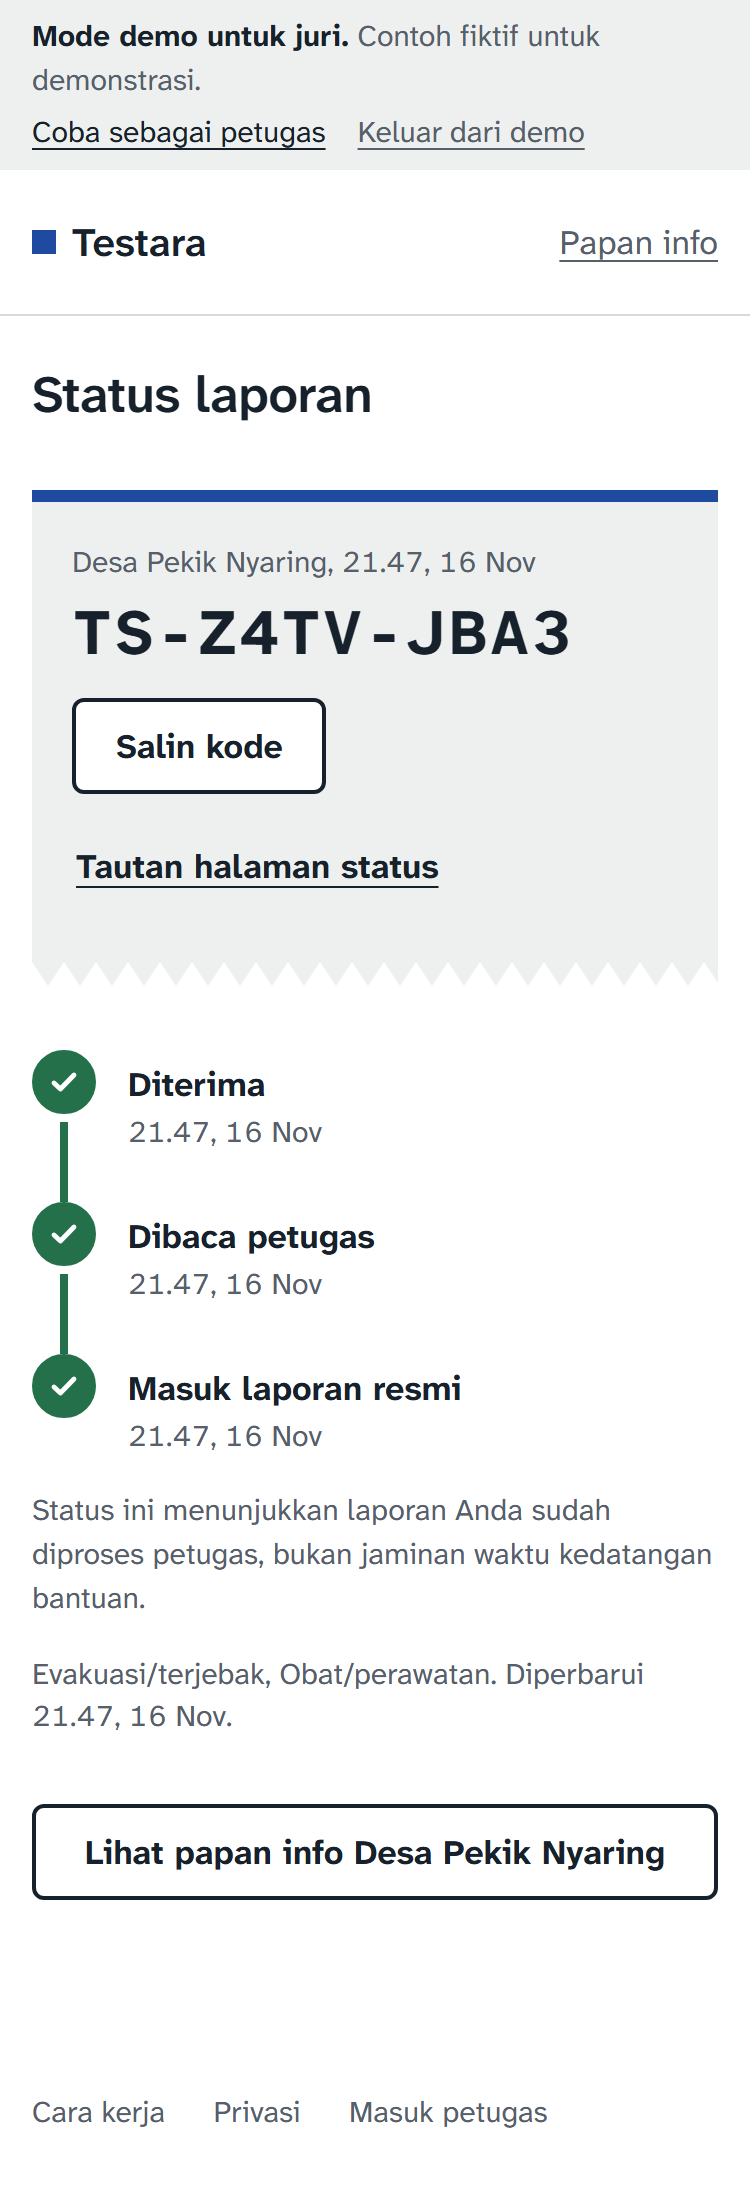 Mode demo untuk juri. Contoh fiktif untuk
demonstrasi.
Coba sebagai petugas Keluar dari demo
Testara Papan info
Status laporan
Desa Pekik Nyaring, 21.47, 16 Nov
TS-Z4TV-JBA3
Salin kode
Tautan halaman status
Diterima
21.47, 16 Nov
Dibaca petugas
21.47, 16 Nov
Masuk laporan resmi
21.47, 16 Nov
Status ini menunjukkan laporan Anda sudah
diproses petugas, bukan jaminan waktu kedatangan
bantuan.
Evakuasi/terjebak, Obat/perawatan. Diperbarui
21.47, 16 Nov.
Lihat papan info Desa Pekik Nyaring
Cara kerja Privasi Masuk petugas